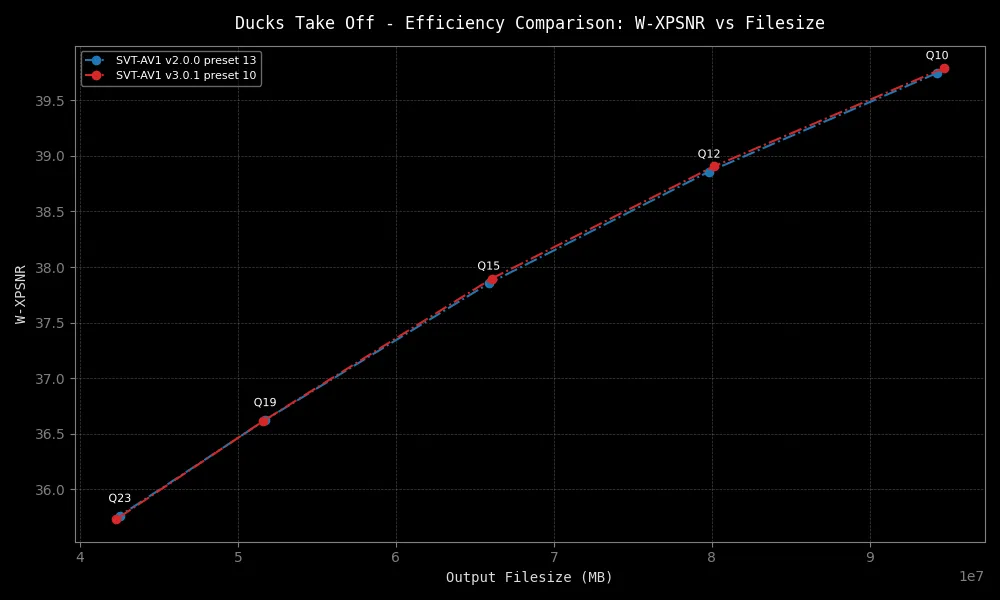 Ducks Take Off - Efficiency Comparison: W-XPSNR vs Filesize
SVT-AV1 v2.0.0 preset 13
SVT-AV1 v3.0.1 preset 10
Q10
Q12
Q15
Q19
Q23
39.5
39.0
38.5
38.0
37.5
37.0
36.5
36.0
W-XPSNR
4 5 6 7 8 9
1e7
Output Filesize (MB)